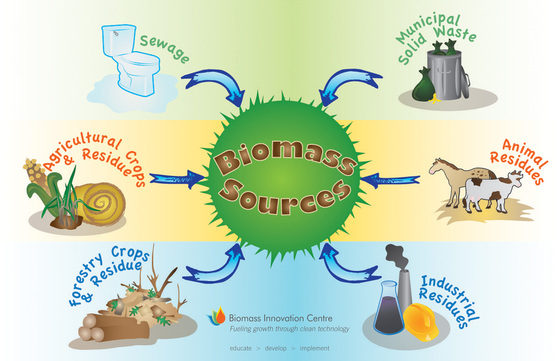 Sewage
Municipal
Solid Waste
Agricultural Crops
& Residues
Biomass
Sources
Animal
Residues
Forestry Crops
& Residue
Industrial
Residues
Biomass Innovation Centre
Fueling growth through clean technology
educate > develop > implement